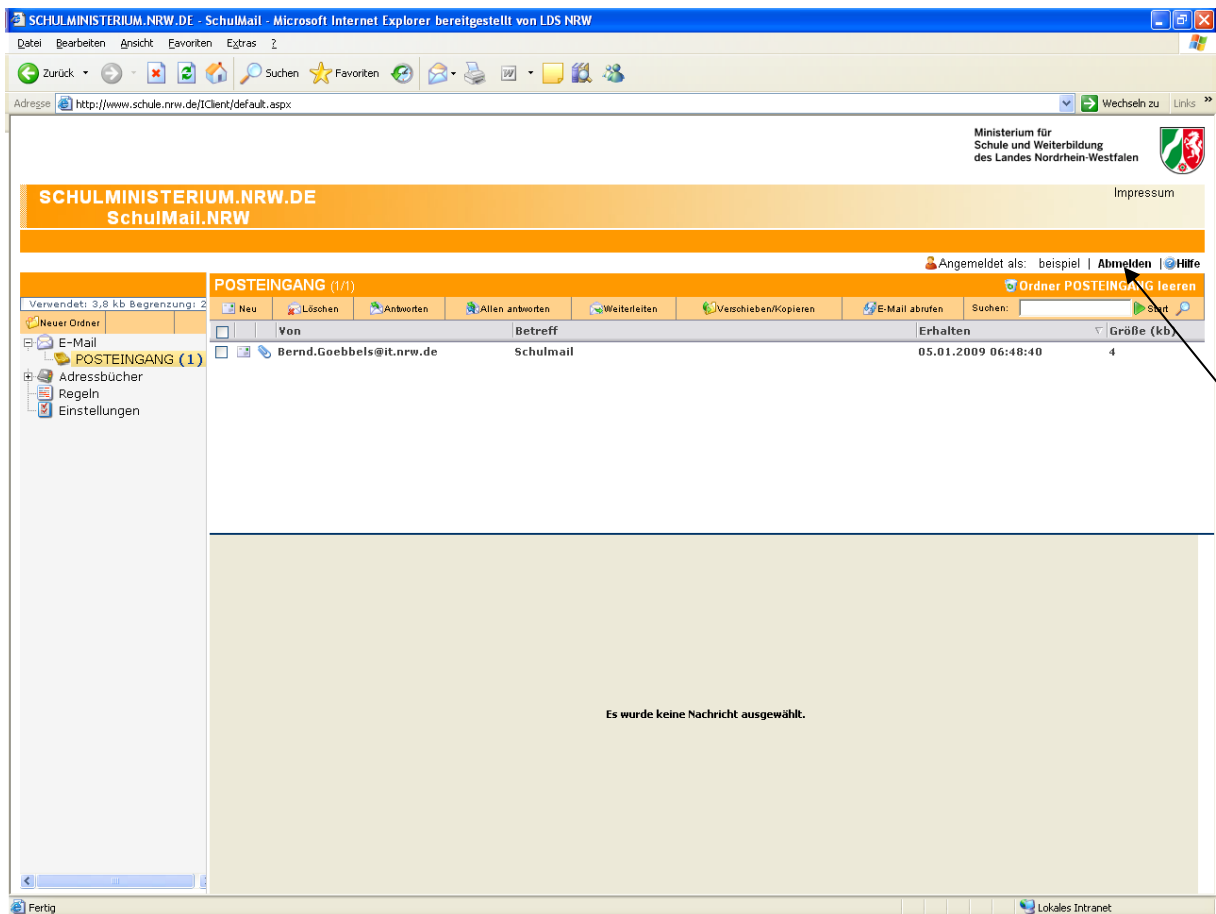 SCHULMINISTERIUM.NRW.DE - SchulMail - Microsoft Internet Explorer bereitgestellt von LDS NRW
Datei Bearbeiten Ansicht Favoriten Extras ?
Zurück Suchen Favoriten
Adresse http://www.schule.nrw.de/IClient/default.aspx Wechseln zu Links »
Ministerium für
Schule und Weiterbildung
des Landes Nordrhein-Westfalen
SCHULMINISTERIUM.NRW.DE
SchulMail.NRW
Impressum
Angemeldet als: beispiel | Abmelden | Hilfe
POSTEINGANG (1/1) Ordner POSTEINGANG leeren
Verwendet: 3,8 kb Begrenzung: 2
Neu Löschen Antworten Allen antworten Weiterleiten Verschieben/Kopieren E-Mail abrufen Suchen: Start
Neuer Ordner
Von Betreff Erhalten Größe (kb)
Bernd.Goebbels@it.nrw.de Schulmail 05.01.2009 06:48:40 4
E-Mail
POSTEINGANG (1)
Adressbücher
Regeln
Einstellungen
Es wurde keine Nachricht ausgewählt.
Fertig Lokales Intranet